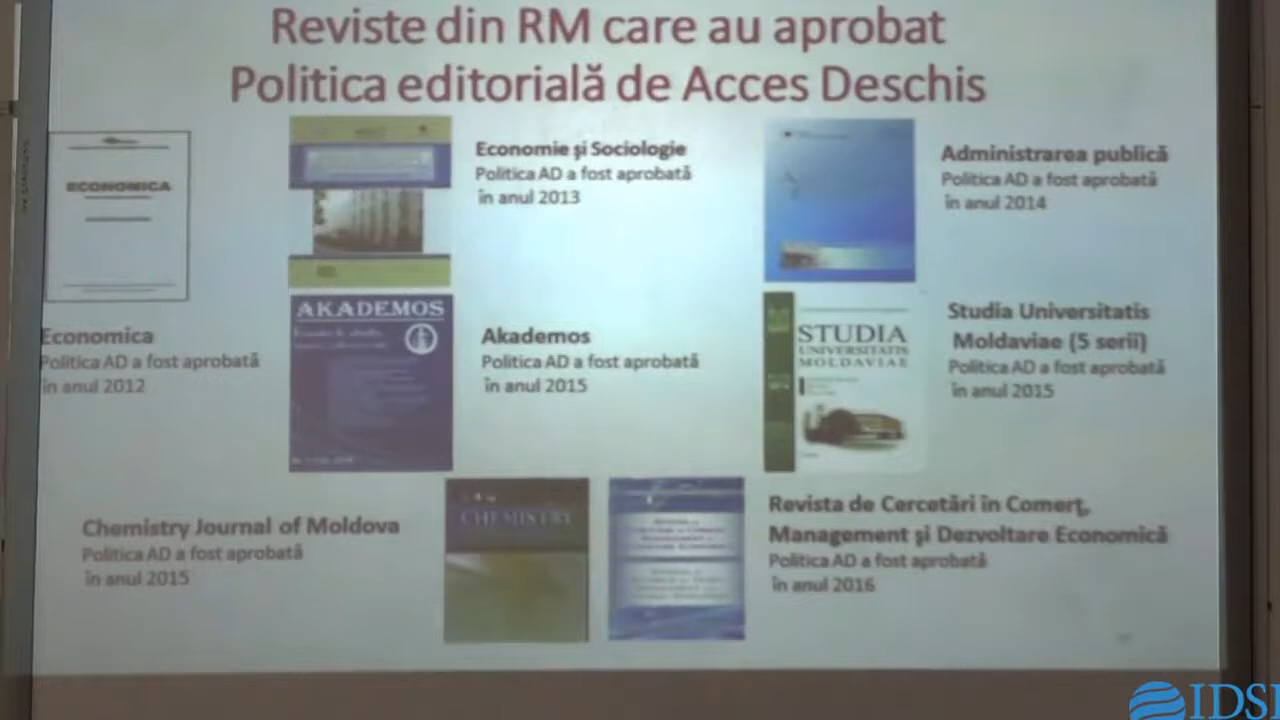 Reviste din RM care au aprobat
Politica editorială de Acces Deschis
ECONOMICA
Economica
Politica AD a fost aprobată
în anul 2012
Economie și Sociologie
Politica AD a fost aprobată
în anul 2013
Administrarea publică
Politica AD a fost aprobată
în anul 2014
AKADEMOS
Akademos
Politica AD a fost aprobată
în anul 2015
STUDIA
UNIVERSITATIS
MOLDAVIAE
Studia Universitatis
Moldaviae (5 serii)
Politica AD a fost aprobată
în anul 2015
Chemistry Journal of Moldova
Politica AD a fost aprobată
în anul 2015
CHEMISTRY
Revista de Cercetări în Comerţ,
Management şi Dezvoltare Economică
Politica AD a fost aprobată
în anul 2016
IDSI